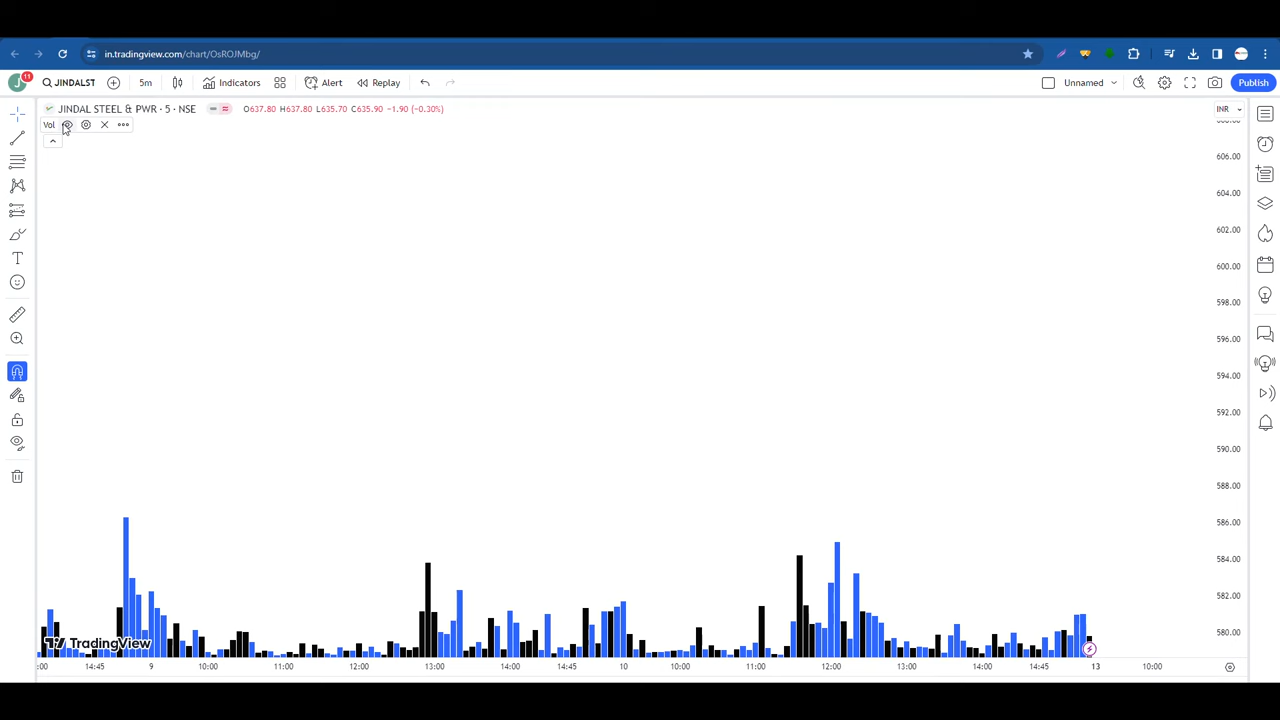 in.tradingview.com/chart/OsROJMbg/
J 11 JINDALST 5m Indicators Alert Replay Unnamed Publish
JINDAL STEEL & PWR · 5 · NSE O637.80 H637.80 L635.70 C635.90 −1.90 (−0.30%) INR
Vol
606.00
604.00
602.00
600.00
598.00
596.00
594.00
592.00
590.00
588.00
586.00
584.00
582.00
580.00
TradingView
:00 14:45 9 10:00 11:00 12:00 13:00 14:00 14:45 10 10:00 11:00 12:00 13:00 14:00 14:45 13 10:00